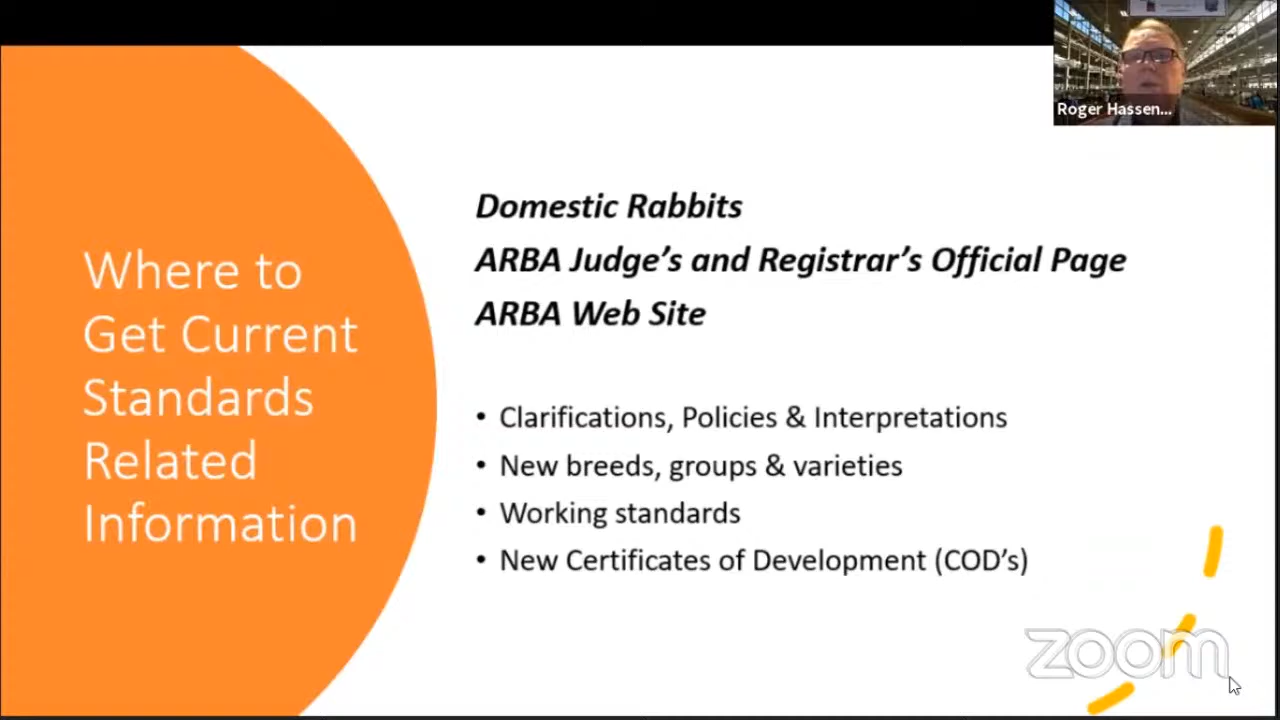 Roger Hassen...
Where to
Get Current
Standards
Related
Information
Domestic Rabbits
ARBA Judge's and Registrar's Official Page
ARBA Web Site
• Clarifications, Policies & Interpretations
• New breeds, groups & varieties
• Working standards
• New Certificates of Development (COD's)
zoom